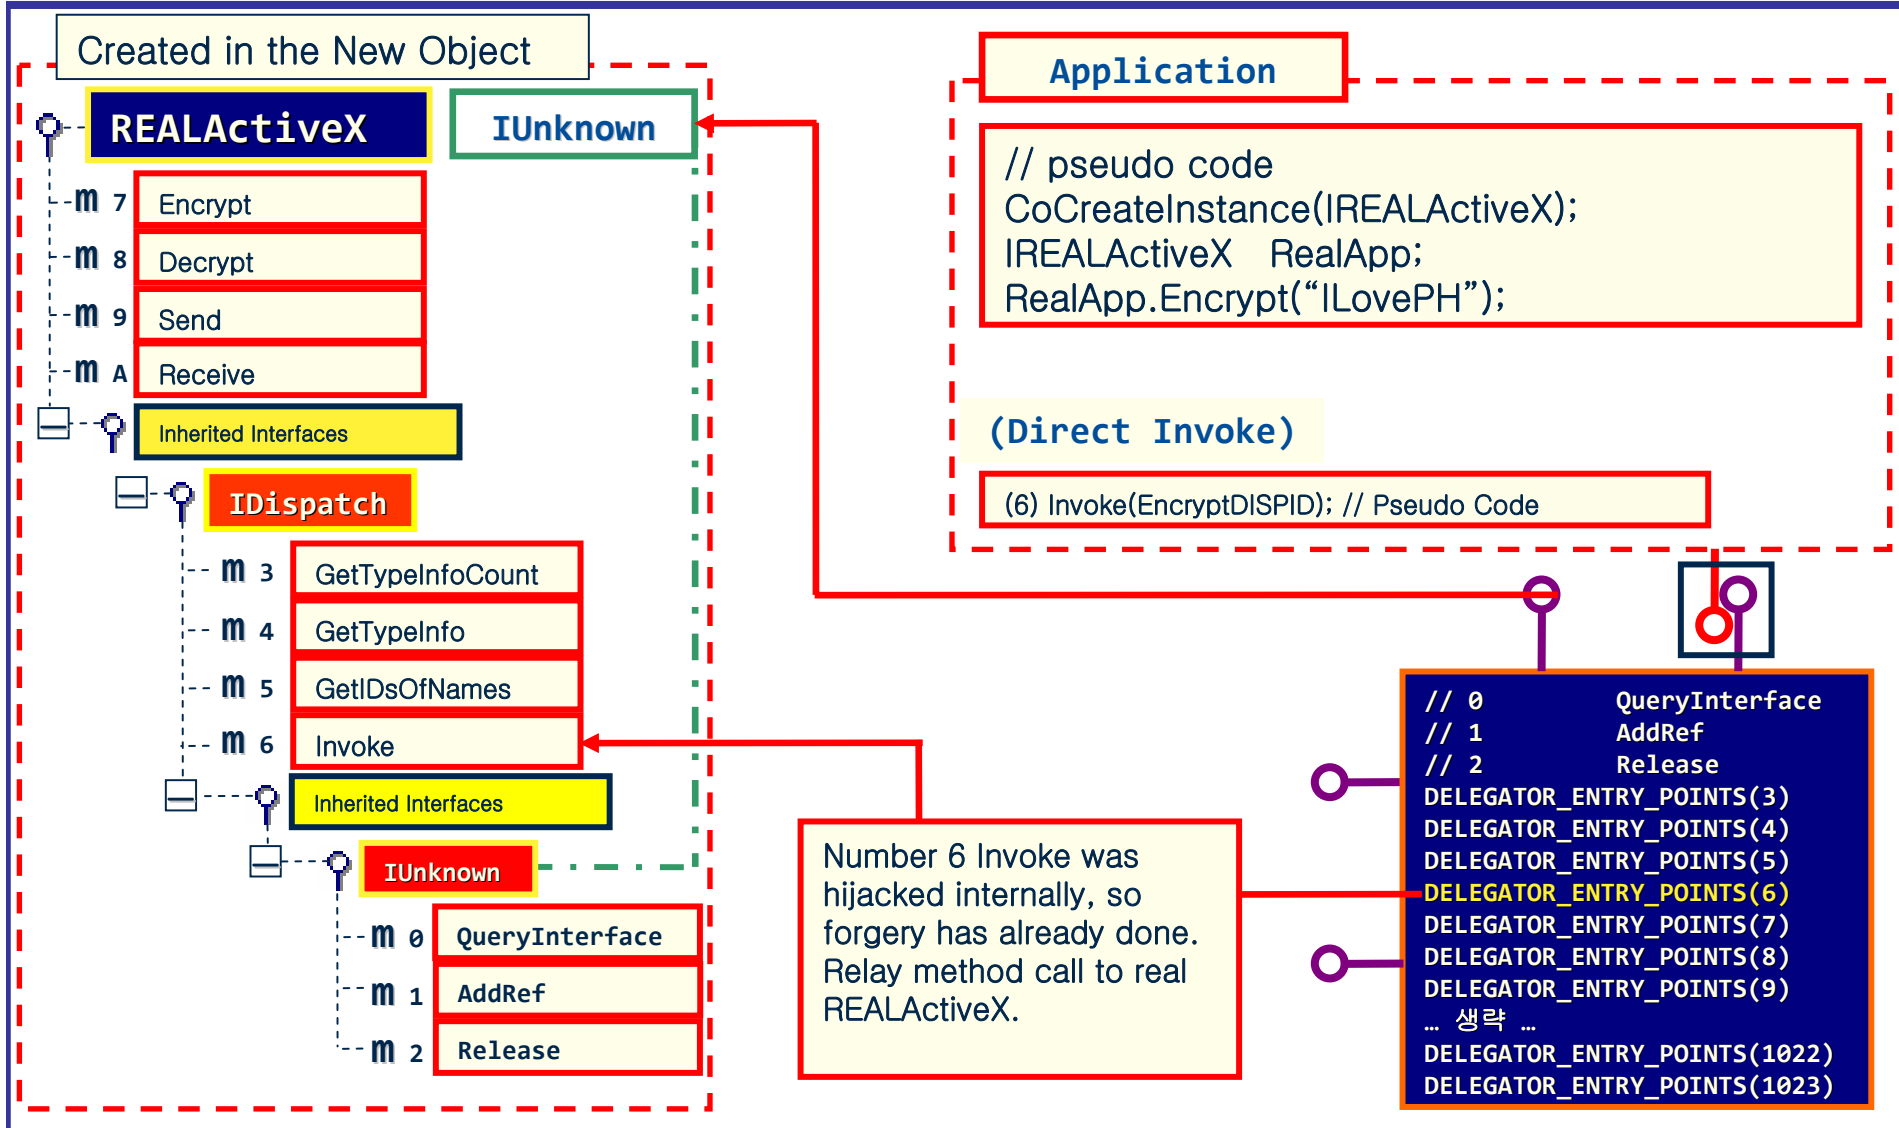 Created in the New Object
REALActiveX
IUnknown
m 7 Encrypt
m 8 Decrypt
m 9 Send
m A Receive
Inherited Interfaces
IDispatch
m 3 GetTypeInfoCount
m 4 GetTypeInfo
m 5 GetIDsOfNames
m 6 Invoke
Inherited Interfaces
IUnknown
m 0 QueryInterface
m 1 AddRef
m 2 Release
Application
// pseudo code
CoCreateInstance(IREALActiveX);
IREALActiveX RealApp;
RealApp.Encrypt(“ILovePH”);
(Direct Invoke)
(6) Invoke(EncryptDISPID); // Pseudo Code
Number 6 Invoke was
hijacked internally, so
forgery has already done.
Relay method call to real
REALActiveX.
// 0 QueryInterface
// 1 AddRef
// 2 Release
DELEGATOR_ENTRY_POINTS(3)
DELEGATOR_ENTRY_POINTS(4)
DELEGATOR_ENTRY_POINTS(5)
DELEGATOR_ENTRY_POINTS(6)
DELEGATOR_ENTRY_POINTS(7)
DELEGATOR_ENTRY_POINTS(8)
DELEGATOR_ENTRY_POINTS(9)
… 생략 …
DELEGATOR_ENTRY_POINTS(1022)
DELEGATOR_ENTRY_POINTS(1023)